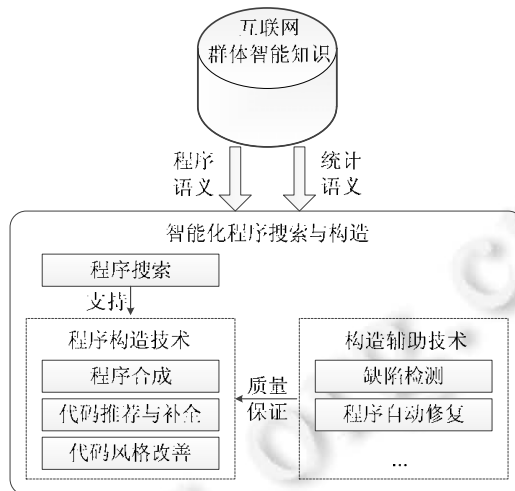 互联网
群体智能知识
程序
语义
统计
语义
智能化程序搜索与构造
程序搜索
支持
程序构造技术
程序合成
代码推荐与补全
代码风格改善
质量
保证
构造辅助技术
缺陷检测
程序自动修复
...